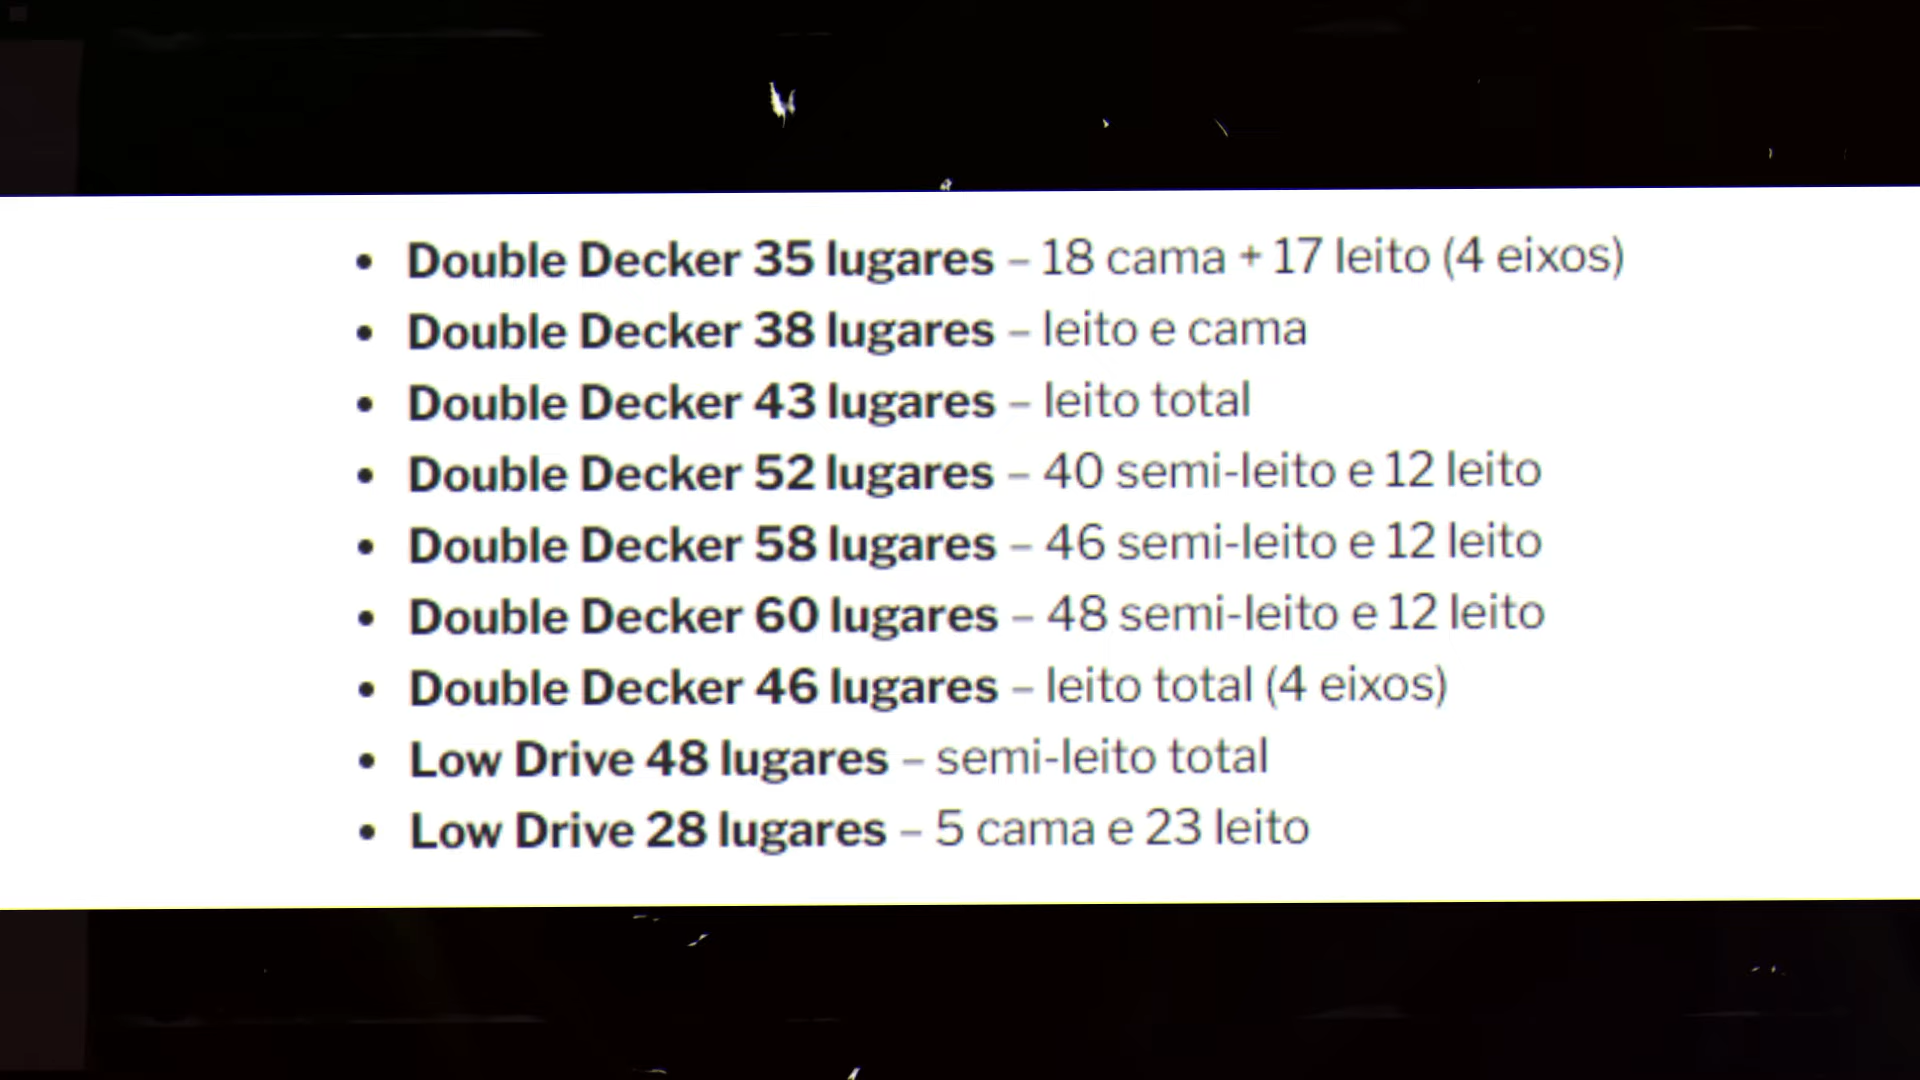 • Double Decker 35 lugares – 18 cama + 17 leito (4 eixos)
• Double Decker 38 lugares – leito e cama
• Double Decker 43 lugares – leito total
• Double Decker 52 lugares – 40 semi-leito e 12 leito
• Double Decker 58 lugares – 46 semi-leito e 12 leito
• Double Decker 60 lugares – 48 semi-leito e 12 leito
• Double Decker 46 lugares – leito total (4 eixos)
• Low Drive 48 lugares – semi-leito total
• Low Drive 28 lugares – 5 cama e 23 leito